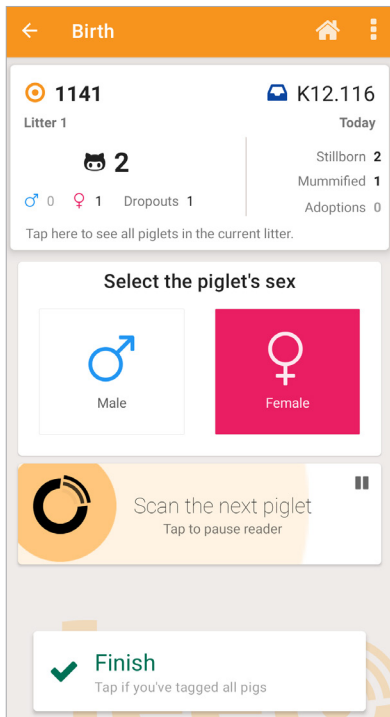 Birth
1141
K12.116
Litter 1
Today
2
Stillborn 2
Mummified 1
0 1 Dropouts 1
Adoptions 0
Tap here to see all piglets in the current litter.
Select the piglet's sex
Male
Female
Scan the next piglet
Tap to pause reader
Finish
Tap if you've tagged all pigs